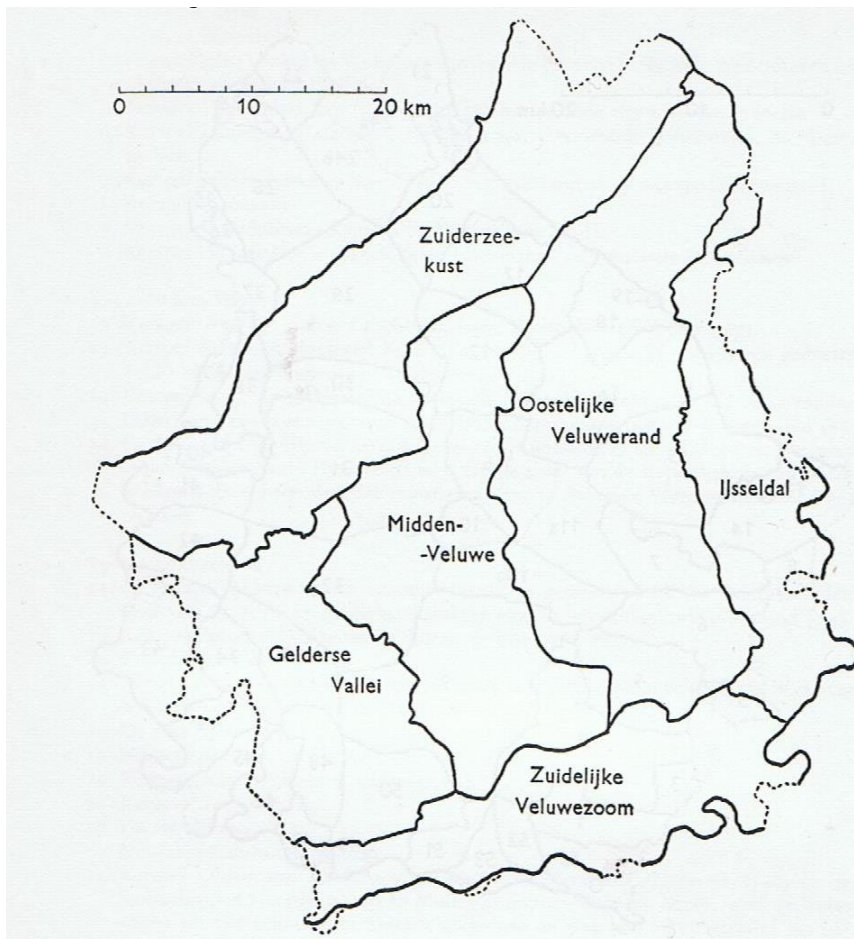 0 10 20 km
Zuiderzee-
kust
Oostelijke
Veluwerand
IJsseldal
Midden-
-Veluwe
Gelderse
Vallei
Zuidelijke
Veluwezoom